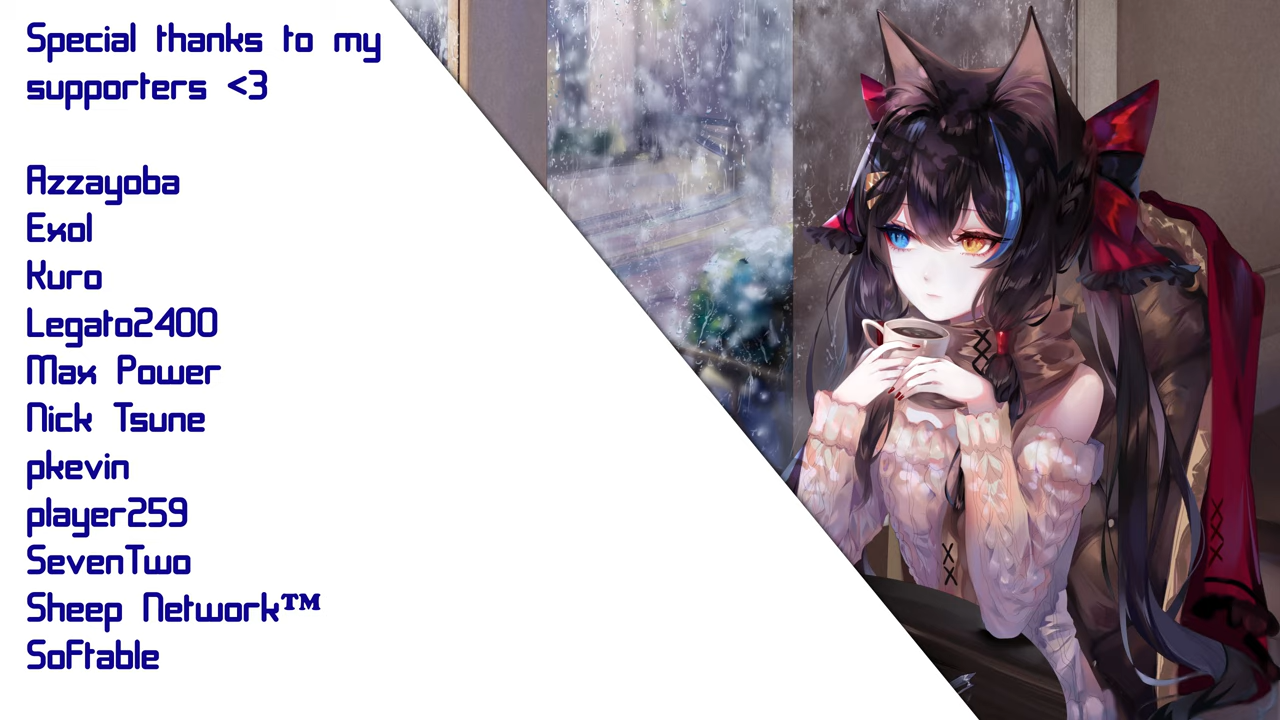 Special thanks to my
supporters <3
Azzayoba
Exol
Kuro
Legato2400
Max Power
Nick Tsune
pkevin
player259
SevenTwo
Sheep Network™
Softable